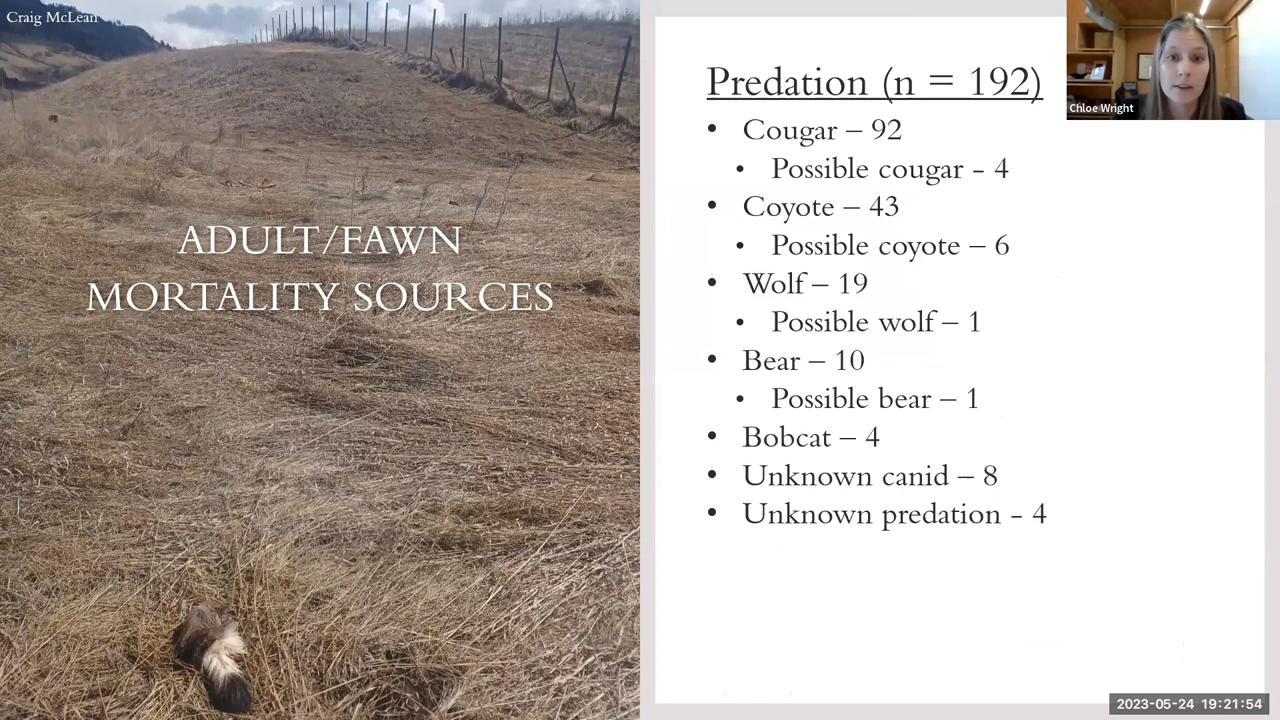 Craig McLean
ADULT/FAWN
MORTALITY SOURCES
Predation (n = 192)
• Cougar – 92
• Possible cougar - 4
• Coyote – 43
• Possible coyote – 6
• Wolf – 19
• Possible wolf – 1
• Bear – 10
• Possible bear – 1
• Bobcat – 4
• Unknown canid – 8
• Unknown predation - 4
Chloe Wright
2023-05-24 19:21:54